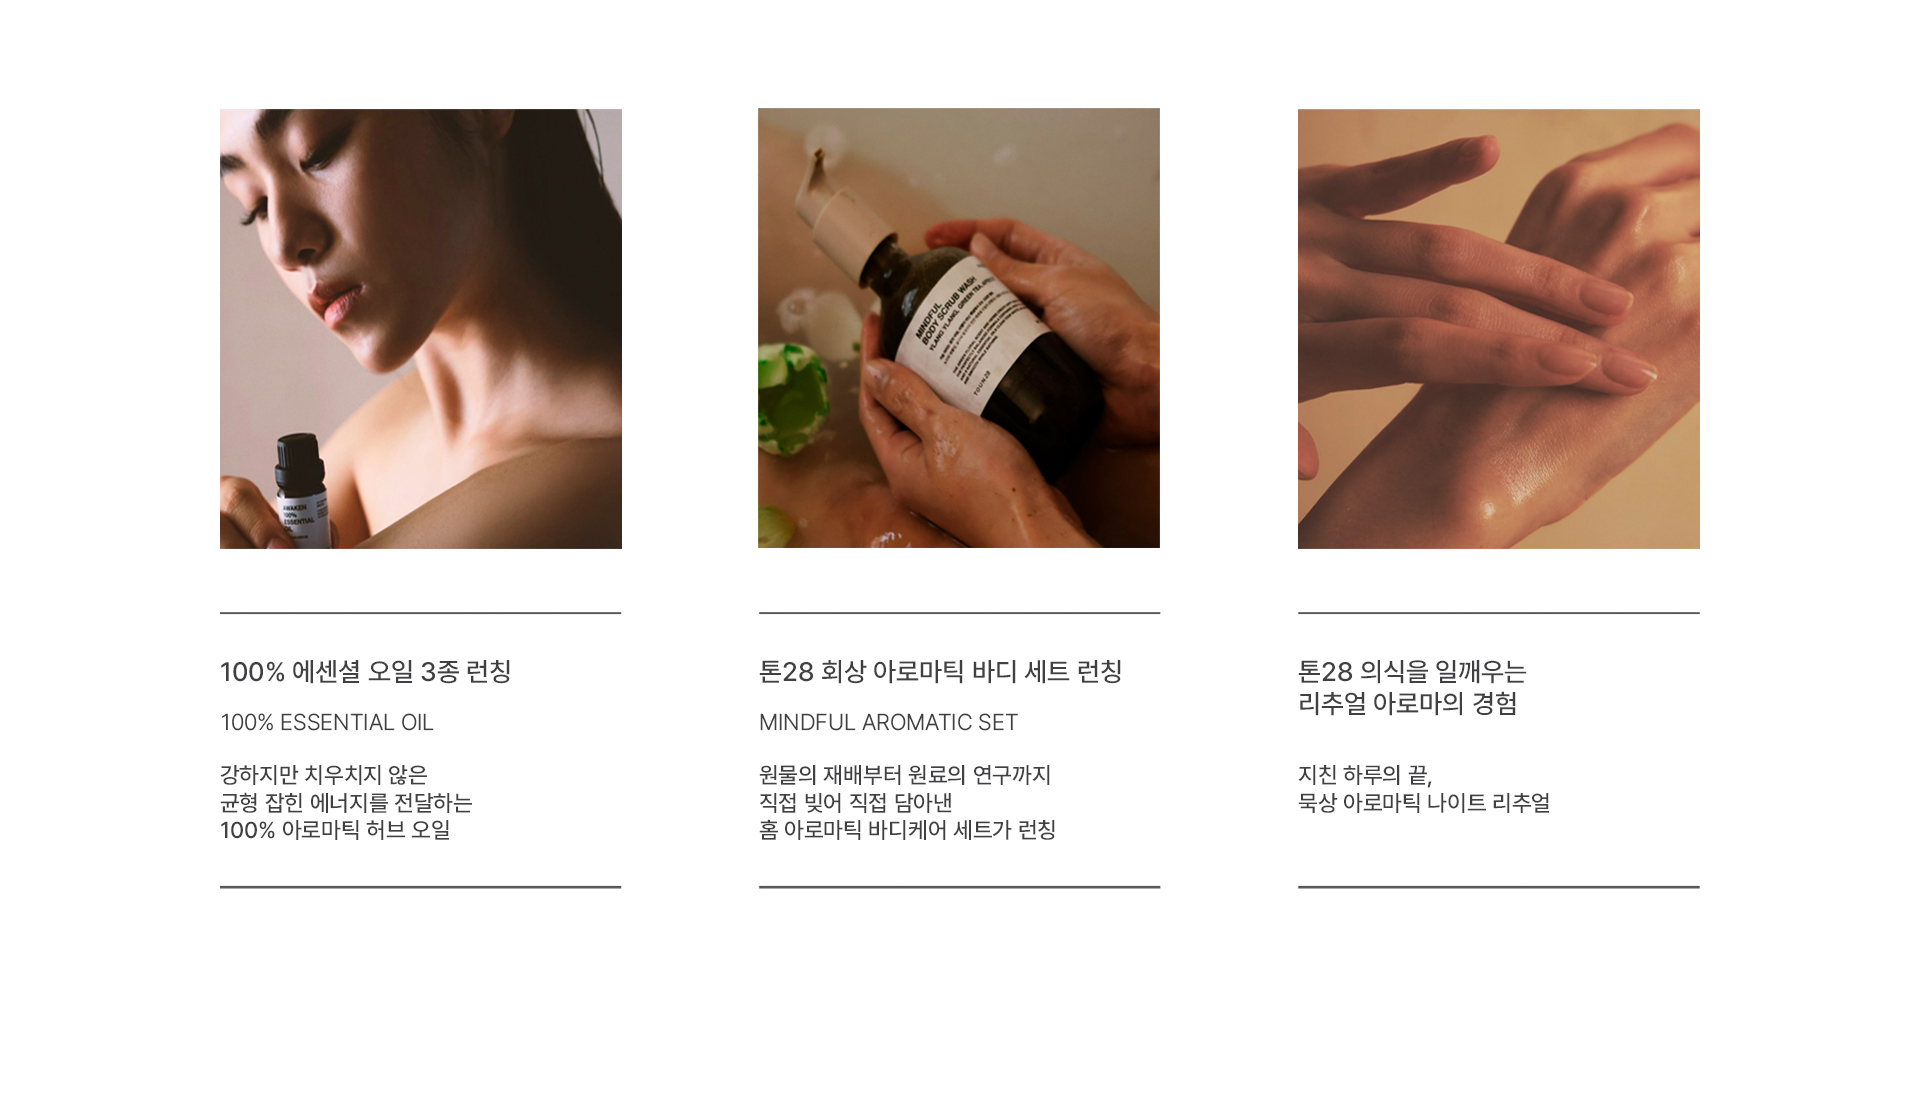 AWAKEN
100%
ESSENTIAL
OIL
MINDFUL
BODY SCRUB WASH
YLANG YLANG, GREEN TEA,
TOUN28
100% 에센셜 오일 3종 런칭
100% ESSENTIAL OIL
강하지만 치우치지 않은
균형 잡힌 에너지를 전달하는
100% 아로마틱 허브 오일
톤28 회상 아로마틱 바디 세트 런칭
MINDFUL AROMATIC SET
원물의 재배부터 원료의 연구까지
직접 빚어 직접 담아낸
홈 아로마틱 바디케어 세트가 런칭
톤28 의식을 일깨우는
리추얼 아로마의 경험
지친 하루의 끝,
묵상 아로마틱 나이트 리추얼